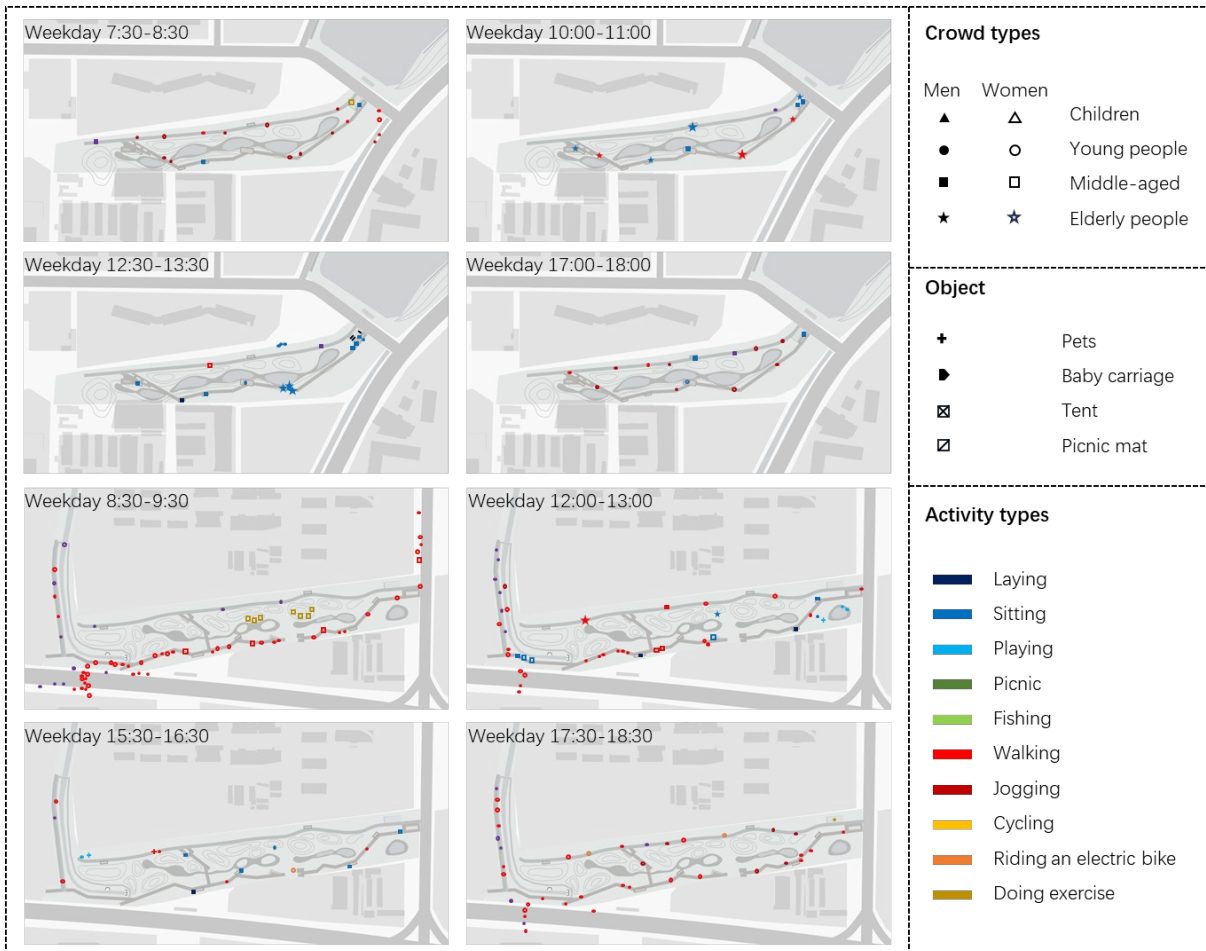 Weekday 7:30-8:30
Weekday 10:00-11:00
Weekday 12:30-13:30
Weekday 17:00-18:00
Weekday 8:30-9:30
Weekday 12:00-13:00
Weekday 15:30-16:30
Weekday 17:30-18:30
Crowd types
Men Women
Children
Young people
Middle-aged
Elderly people
Object
Pets
Baby carriage
Tent
Picnic mat
Activity types
Laying
Sitting
Playing
Picnic
Fishing
Walking
Jogging
Cycling
Riding an electric bike
Doing exercise